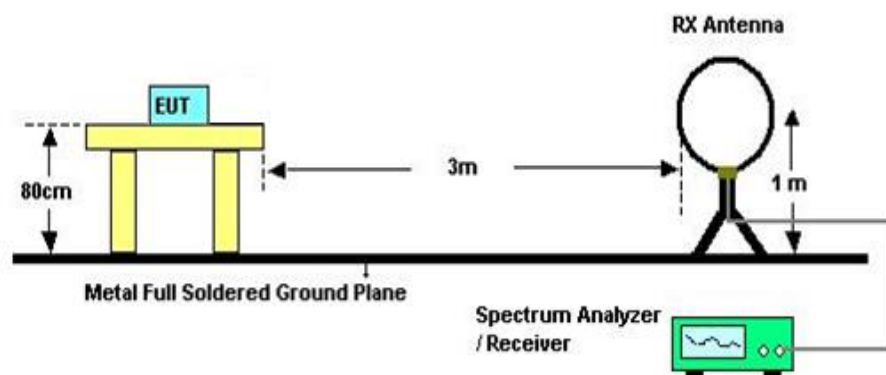 RX Antenna
EUT
3m
80cm
1 m
Metal Full Soldered Ground Plane
Spectrum Analyzer
/ Receiver